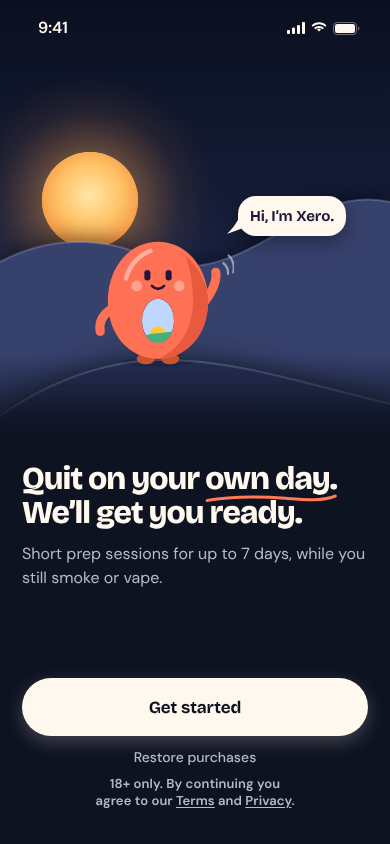 9:41
Hi, I'm Xero.
Quit on your own day.
We'll get you ready.
Short prep sessions for up to 7 days, while you
still smoke or vape.
Get started
Restore purchases
18+ only. By continuing you
agree to our Terms and Privacy.